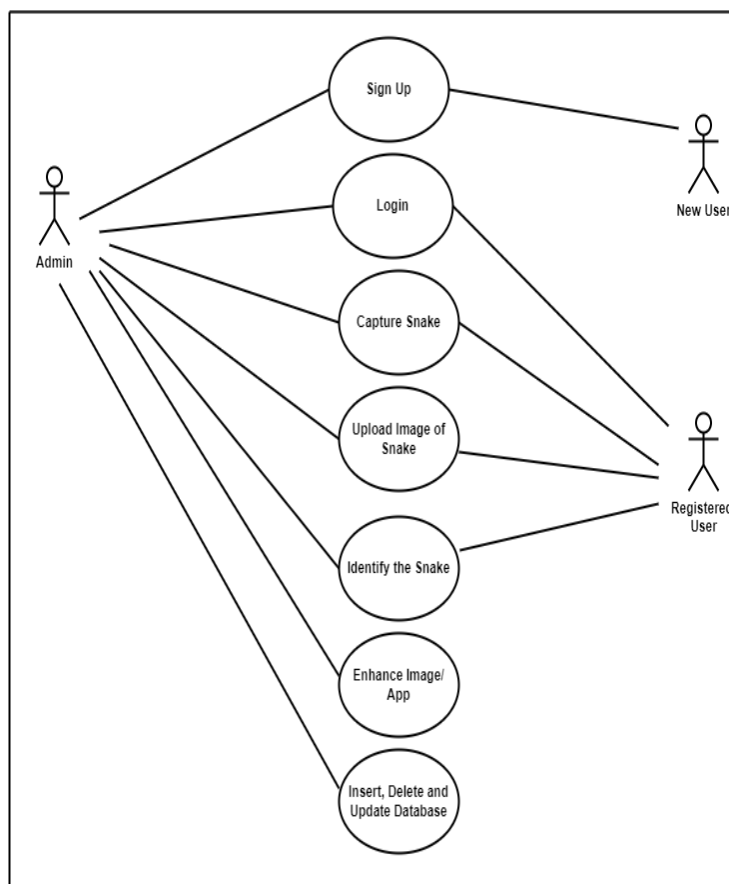 Sign Up
New User
Login
Admin
Capture Snake
Upload Image of
Snake
Registered
User
Identify the Snake
Enhance Image/
App
Insert, Delete and
Update Database